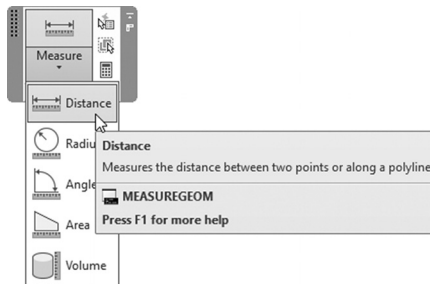 Measure
Distance
Radiu
Distance
Measures the distance between two points or along a polyline
Angle
MEASUREGEOM
Area
Press F1 for more help
Volume